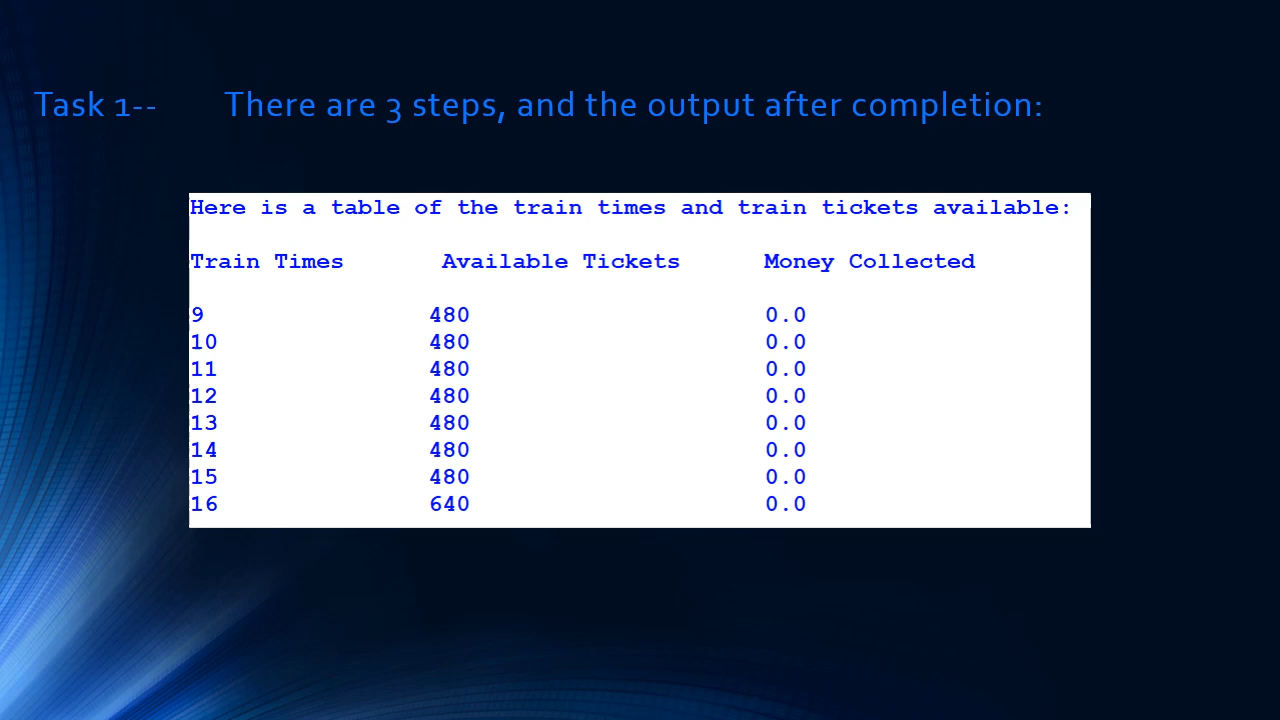 Task 1-- There are 3 steps, and the output after completion:
Here is a table of the train times and train tickets available:
Train Times Available Tickets Money Collected
9 480 0.0
10 480 0.0
11 480 0.0
12 480 0.0
13 480 0.0
14 480 0.0
15 480 0.0
16 640 0.0